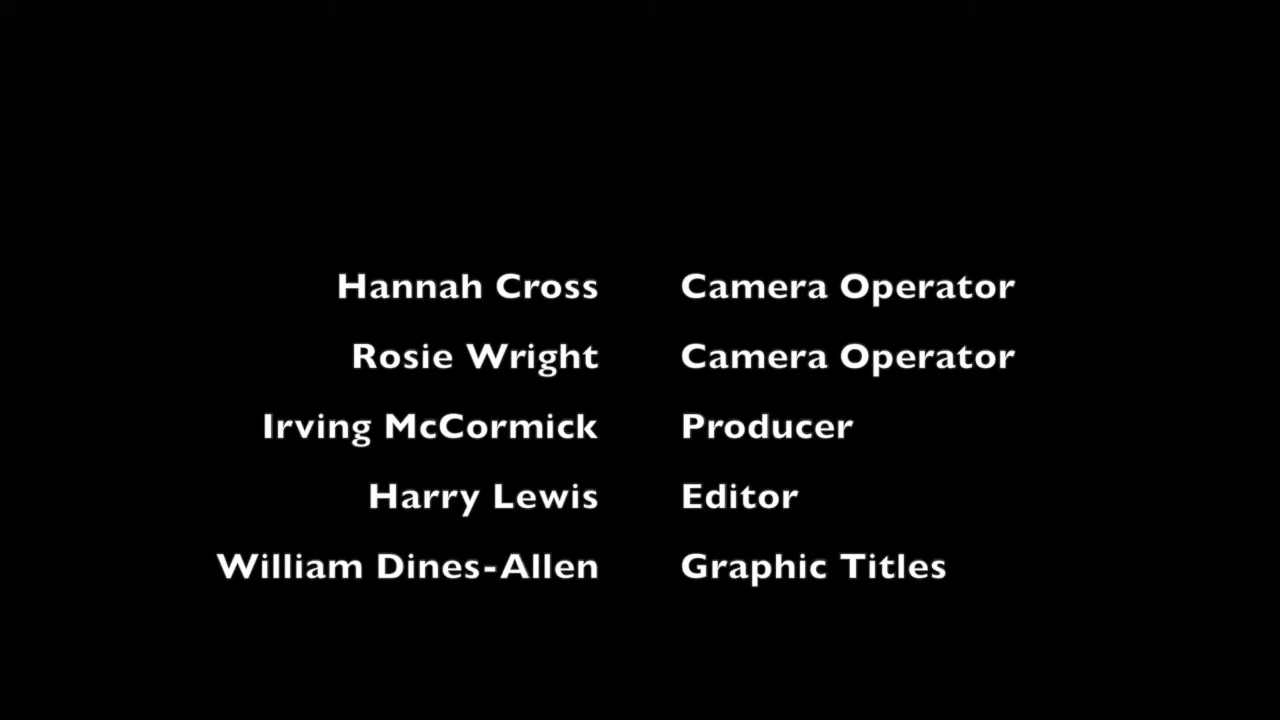 Hannah Cross Camera Operator
Rosie Wright Camera Operator
Irving McCormick Producer
Harry Lewis Editor
William Dines-Allen Graphic Titles